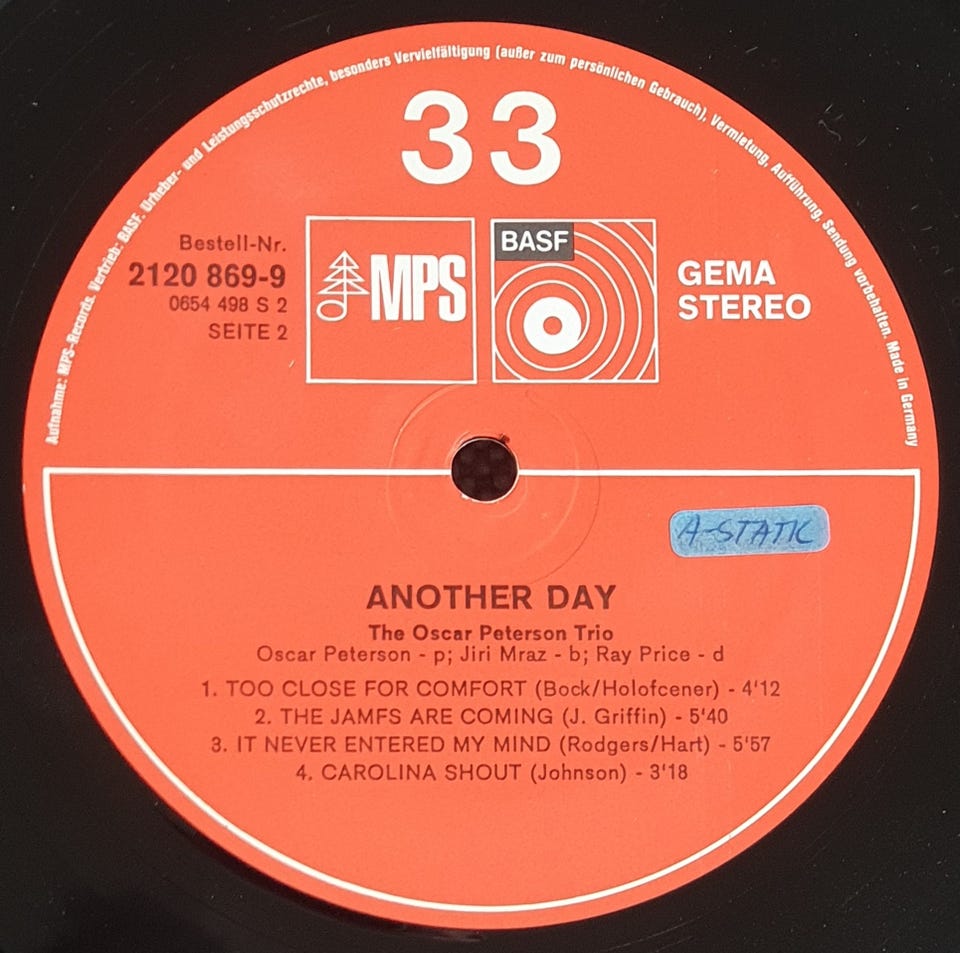 Aufnahme: MPS-Records. Vertrieb: BASF. Urheber- und Leistungsschutzrechte, besonders Vervielfältigung (außer zum persönlichen Gebrauch), Vermietung, Aufführung, Sendung vorbehalten. Made in Germany
33
Bestell-Nr.
2120 869-9
0654 498 S 2
SEITE 2
MPS
BASF
GEMA
STEREO
A-STATIC
ANOTHER DAY
The Oscar Peterson Trio
Oscar Peterson - p; Jiri Mraz - b; Ray Price - d
1. TOO CLOSE FOR COMFORT (Bock/Holofcener) - 4'12
2. THE JAMFS ARE COMING (J. Griffin) - 5'40
3. IT NEVER ENTERED MY MIND (Rodgers/Hart) - 5'57
4. CAROLINA SHOUT (Johnson) - 3'18